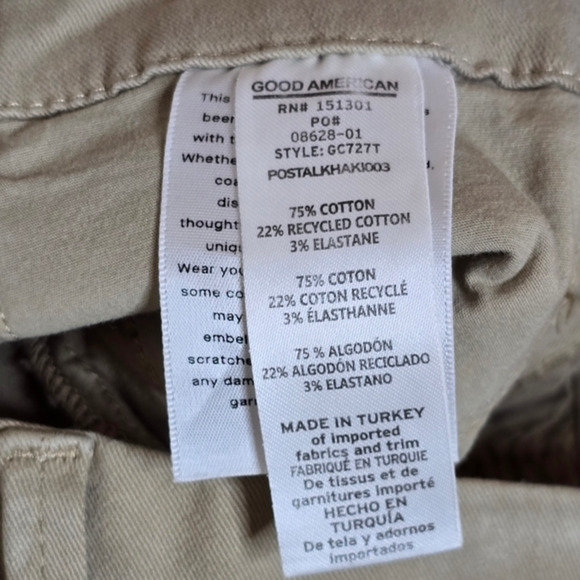 GOOD AMERICAN
RN# 151301
PO#
08628-01
STYLE: GC727T
POSTALKHAKI003
75% COTTON
22% RECYCLED COTTON
3% ELASTANE
75% COTON
22% COTON RECYCLÉ
3% ÉLASTHANNE
75 % ALGODÓN
22% ALGODÓN RECICLADO
3% ELASTANO
MADE IN TURKEY
of imported
fabrics and trim
FABRIQUÉ EN TURQUIE
De tissus et de
garnitures importé
HECHO EN
TURQUÍA
De tela y adornos
importados
This
been
with t
Whethe
coa
dis
thought
uniqu
Wear you
some co
may
embel
scratche
any dam
gar